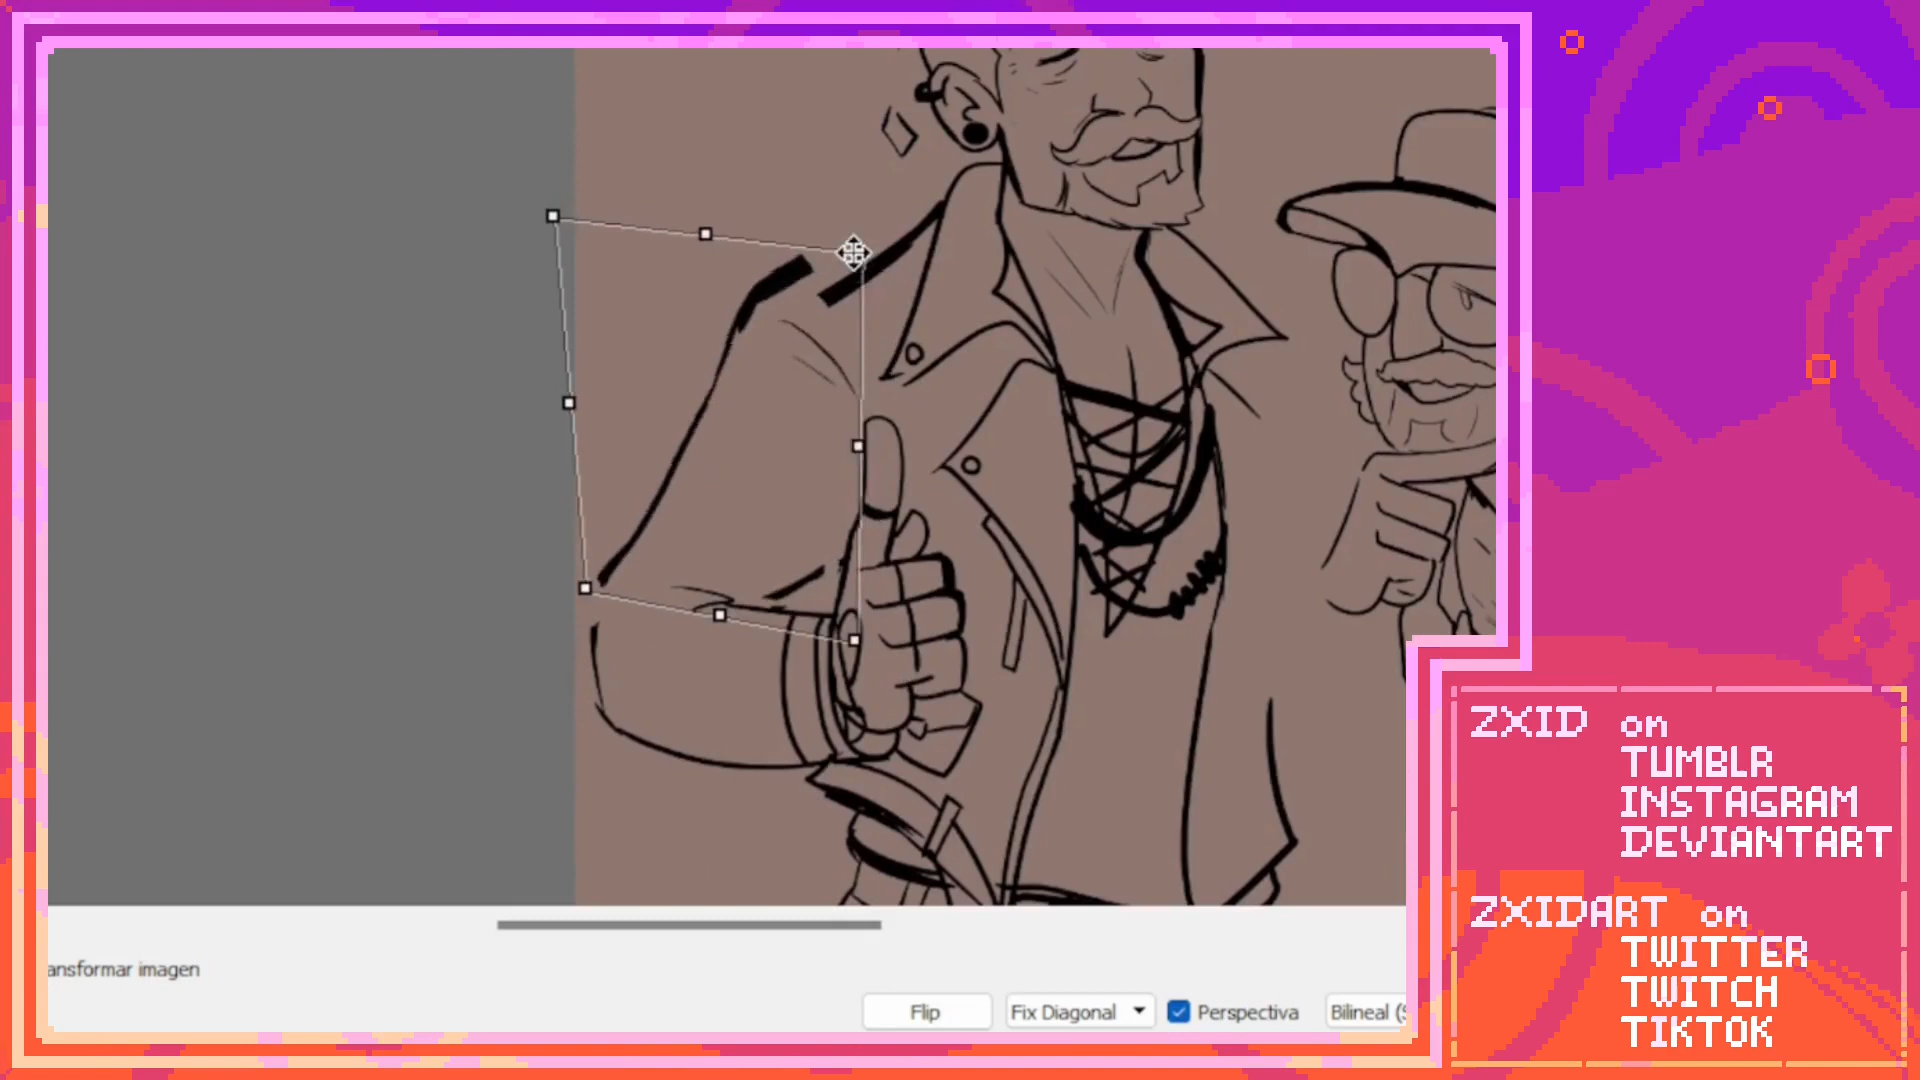 ZXID on
TUMBLR
INSTAGRAM
DEVIANTART
ZXIDART on
TWITTER
TWITCH
TIKTOK
ansformar imagen
Flip
Fix Diagonal
Perspectiva
Bilineal (S